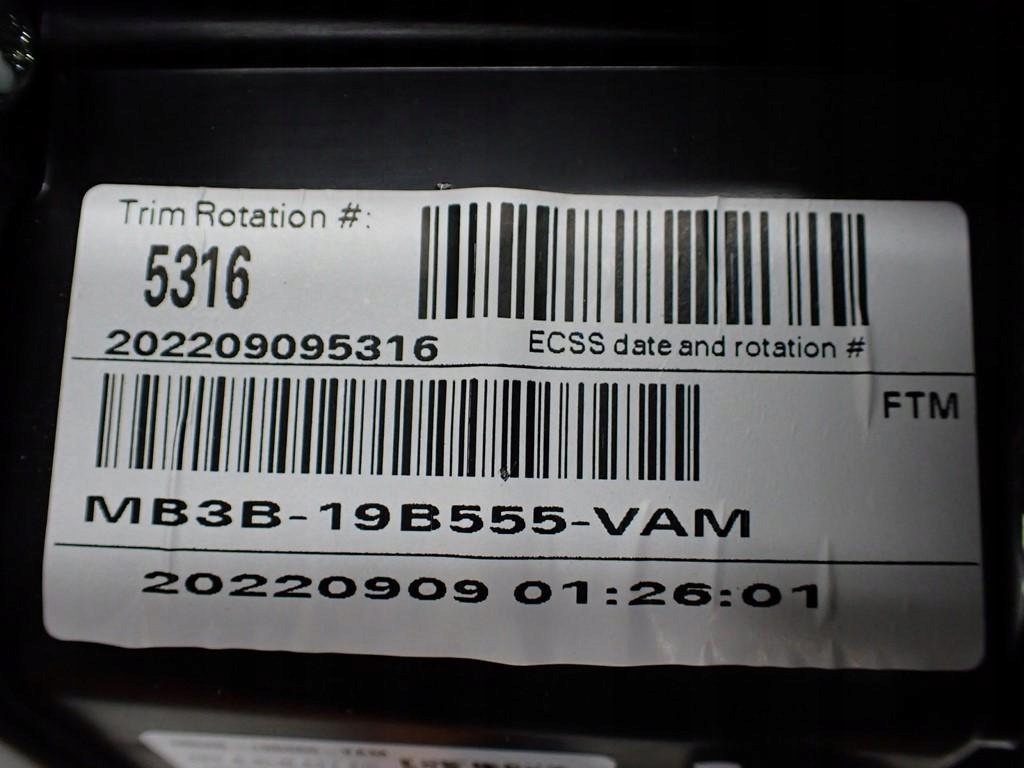 Trim Rotation #:
5316
202209095316
ECSS date and rotation #
FTM
MB3B-19B555-VAM
20220909 01:26:01